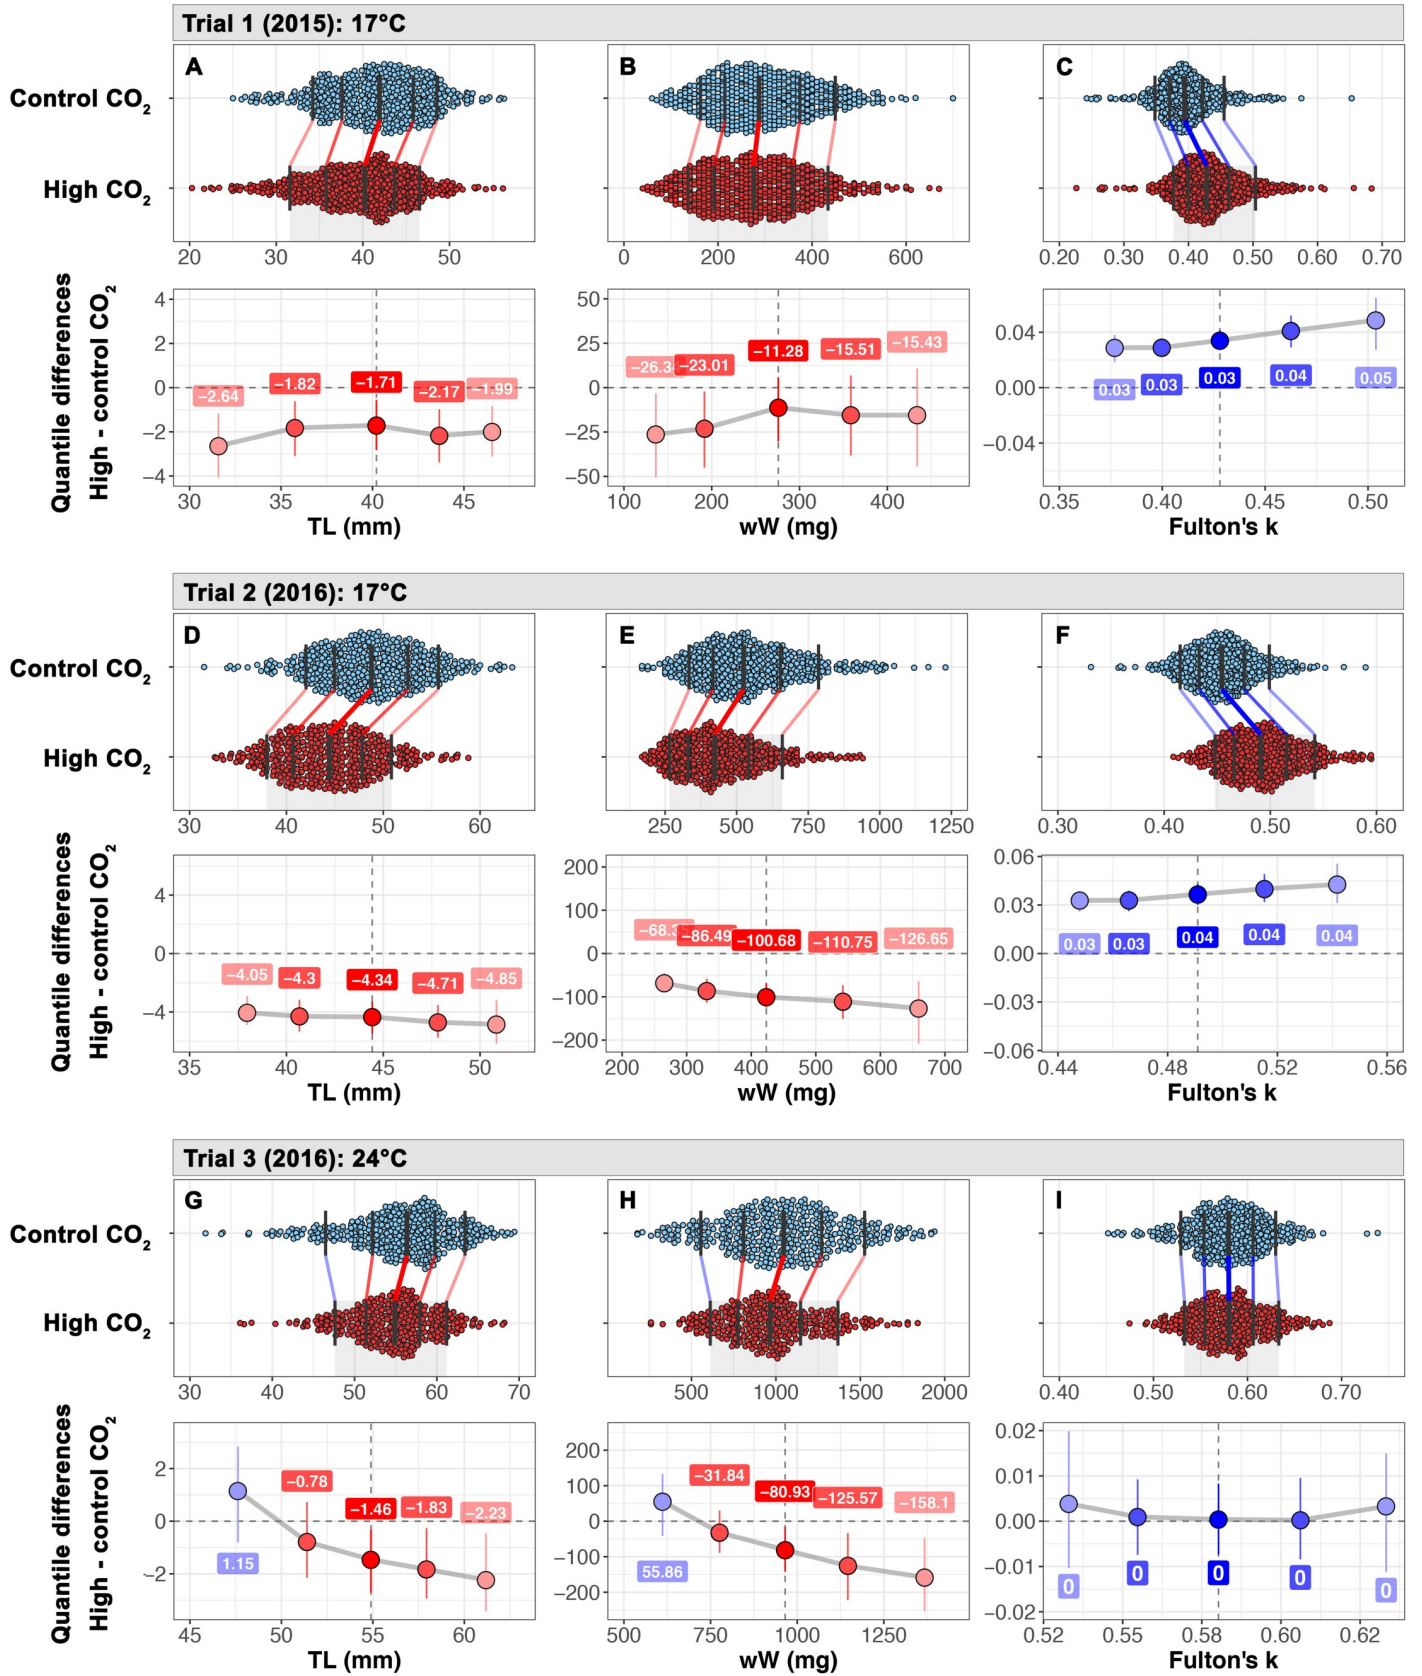 Trial 1 (2015): 17°C
A
B
C
Control CO₂
High CO₂
20 30 40 50
0 200 400 600
0.20 0.30 0.40 0.50 0.60 0.70
Quantile differences
High - control CO₂
4
2
0
−2
−4
−2.64
−1.82
−1.71
−2.17
−1.99
30 35 40 45
TL (mm)
50
25
0
−25
−50
−23.01
−11.28
−15.51
−15.43
100 200 300 400
wW (mg)
0.04
0.00
−0.04
0.03
0.03
0.03
0.04
0.05
0.35 0.40 0.45 0.50
Fulton's k
Trial 2 (2016): 17°C
D
E
F
Control CO₂
High CO₂
30 40 50 60
250 500 750 1000 1250
0.30 0.40 0.50 0.60
Quantile differences
High - control CO₂
4
0
−4
−4.05
−4.3
−4.34
−4.71
−4.85
35 40 45 50
TL (mm)
200
100
0
−100
−200
−86.49
−100.68
−110.75
−126.65
200 300 400 500 600 700
wW (mg)
0.06
0.03
0.00
−0.03
−0.06
0.03
0.03
0.04
0.04
0.04
0.44 0.48 0.52 0.56
Fulton's k
Trial 3 (2016): 24°C
G
H
I
Control CO₂
High CO₂
30 40 50 60 70
500 1000 1500 2000
0.40 0.50 0.60 0.70
Quantile differences
High - control CO₂
2
0
−2
1.15
−0.78
−1.46
−1.83
−2.23
45 50 55 60
TL (mm)
200
100
0
−100
−200
55.86
−31.84
−80.93
−125.57
−158.1
500 750 1000 1250
wW (mg)
0.02
0.01
0.00
−0.01
−0.02
0
0
0
0
0
0.52 0.55 0.58 0.60 0.62
Fulton's k